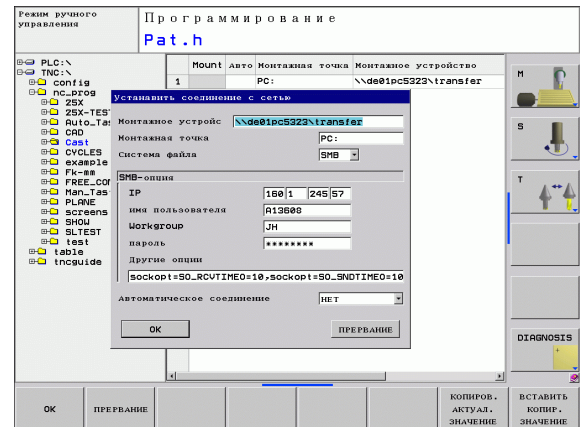 Режим ручного
управления
Программирование
Pat.h
PLC:\
TNC:\
config
nc_prog
25X
25X-TES
Auto_Tas
CAD
Cast
CYCLES
example
Fk-mm
FREE_CON
Man_Tas
PLANE
screens
SHOW
SLTEST
test
table
tncguide
Mount Авто Монтажная точка Монтажное устройство
1 PC: \\de01pc5323\transfer
Установить соединение с сетью
Монтажное устройс \\de01pc5323\transfer
Монтажная точка PC:
Система файла SMB
SMB-опция
IP 160 1 245 57
имя пользователя A13608
Workgroup JH
пароль ********
Другие опции
sockopt=SO_RCVTIMEO=10,sockopt=SO_SNDTIMEO=10
Автоматическое соединение НЕТ
OK ПРЕРВАНИЕ
M
S
T
DIAGNOSIS
OK ПРЕРВАНИЕ
КОПИРОВ.
АКТУАЛ.
ЗНАЧЕНИЕ
ВСТАВИТЬ
КОПИР.
ЗНАЧЕНИЕ